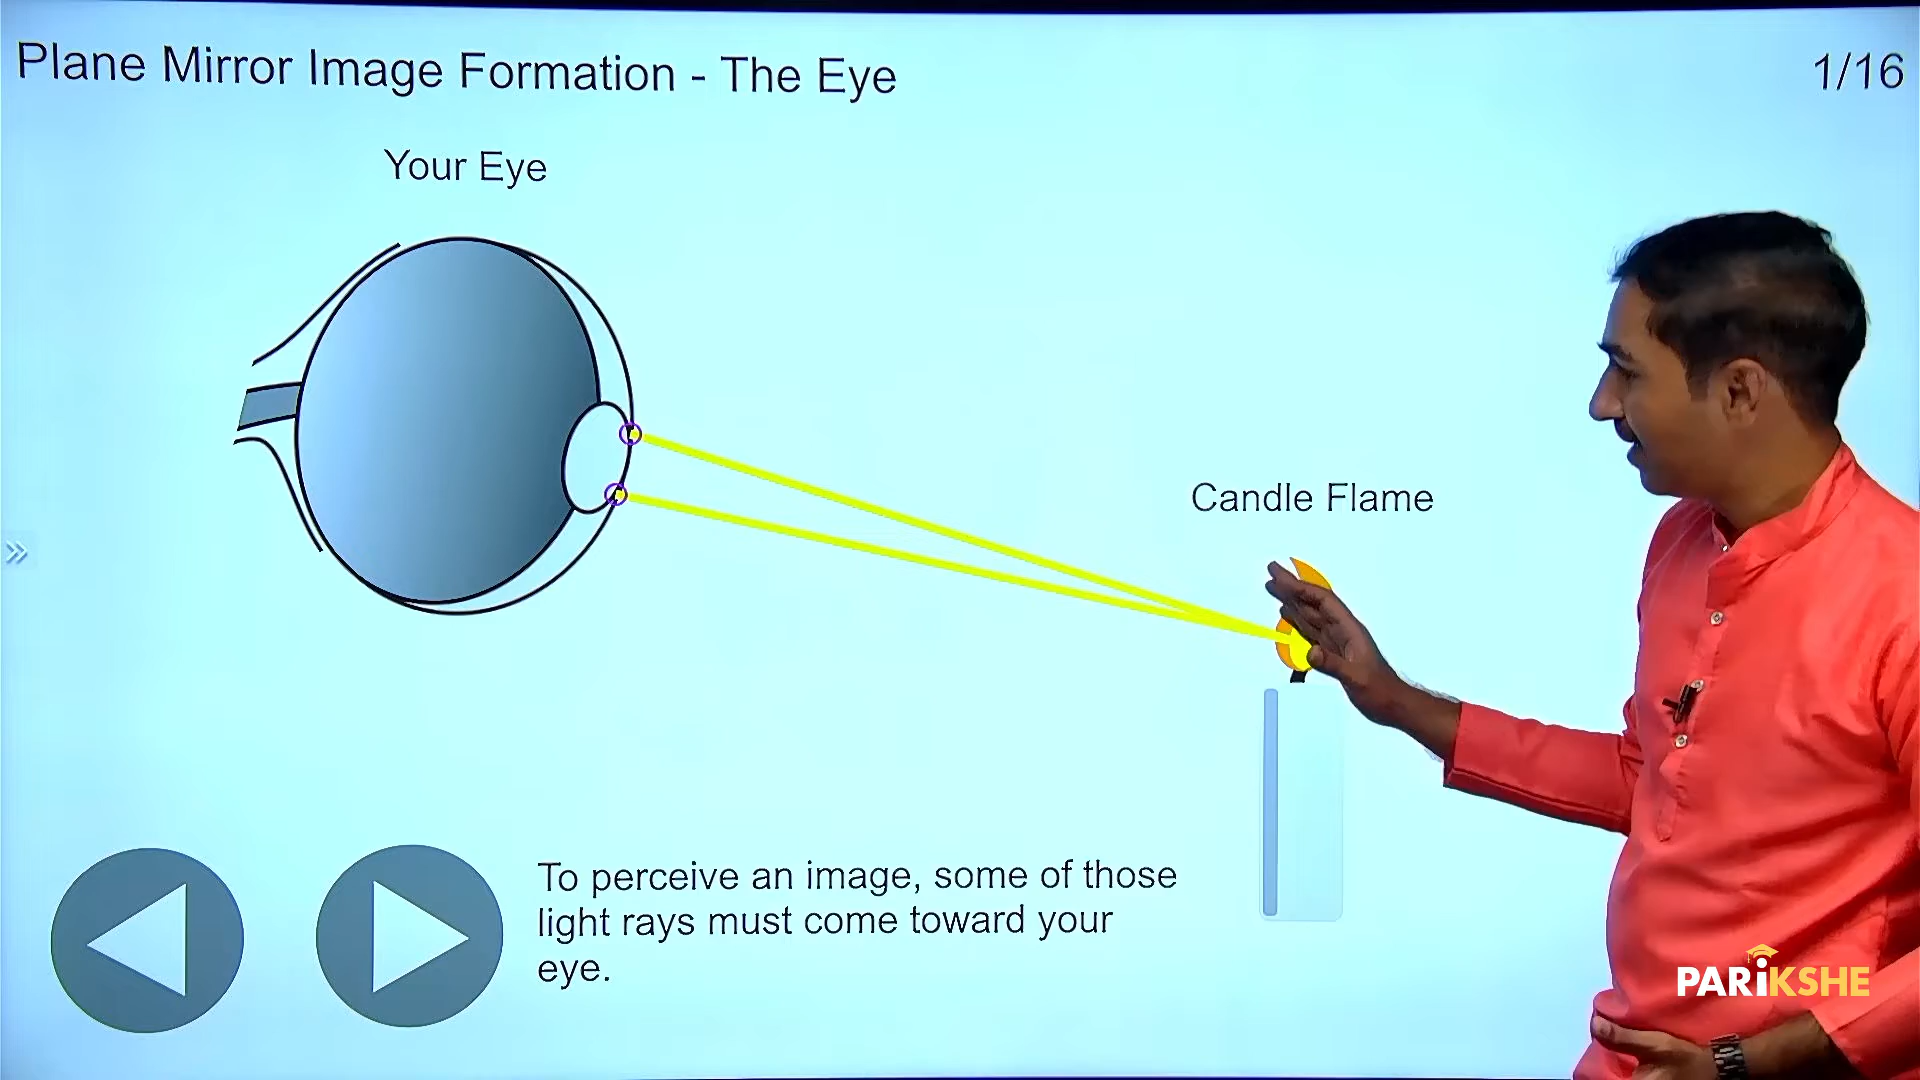 Plane Mirror Image Formation - The Eye
1/16
Your Eye
Candle Flame
To perceive an image, some of those
light rays must come toward your
eye.
PARiKSHE